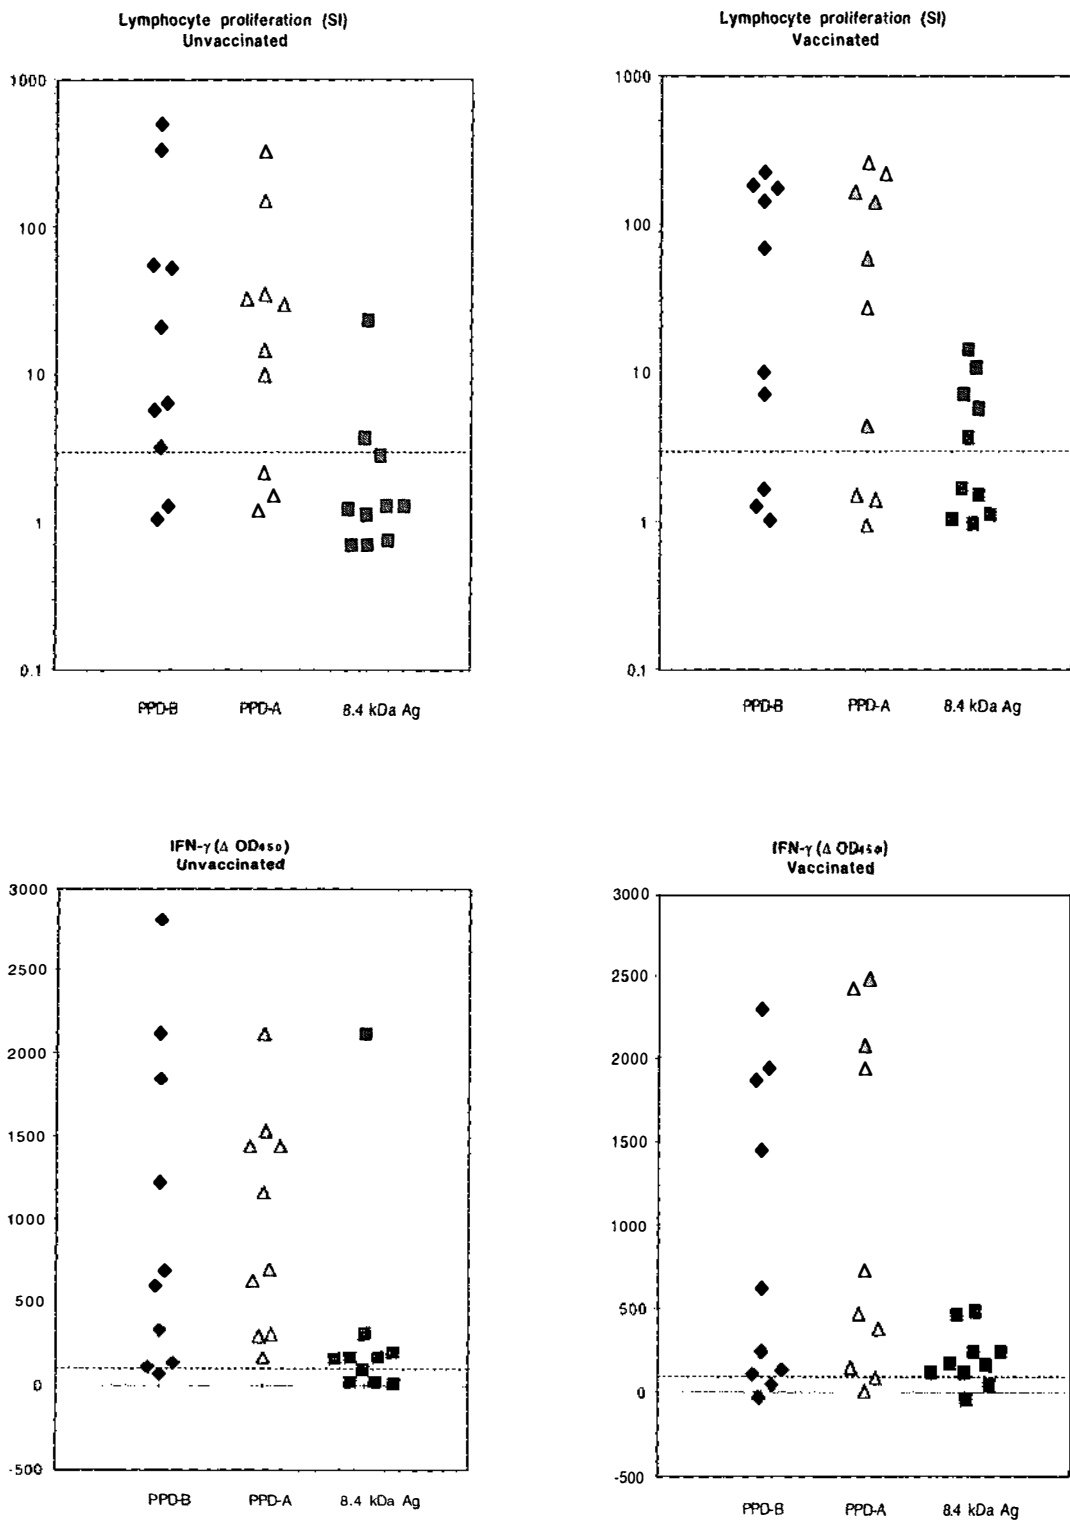 Lymphocyte proliferation (SI)
Unvaccinated
1000
100
10
1
0.1
PPD-B PPD-A 8.4 kDa Ag
Lymphocyte proliferation (SI)
Vaccinated
1000
100
10
1
0.1
PPD-B PPD-A 8.4 kDa Ag
IFN-γ (Δ OD450)
Unvaccinated
3000
2500
2000
1500
1000
500
0
-500
PPD-B PPD-A 8.4 kDa Ag
IFN-γ (Δ OD450)
Vaccinated
3000
2500
2000
1500
1000
500
0
-500
PPD-B PPD-A 8.4 kDa Ag